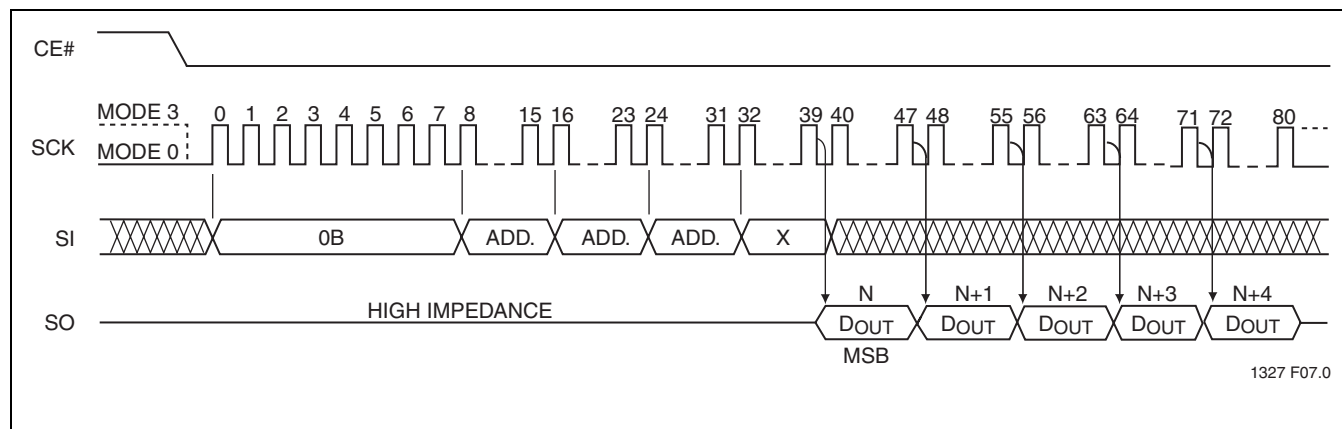 CE#
MODE 3
0 1 2 3 4 5 6 7 8 15 16 23 24 31 32 39 40 47 48 55 56 63 64 71 72 80
SCK
MODE 0
SI 0B ADD. ADD. ADD. X
N N+1 N+2 N+3 N+4
SO HIGH IMPEDANCE DOUT DOUT DOUT DOUT DOUT
MSB
1327 F07.0